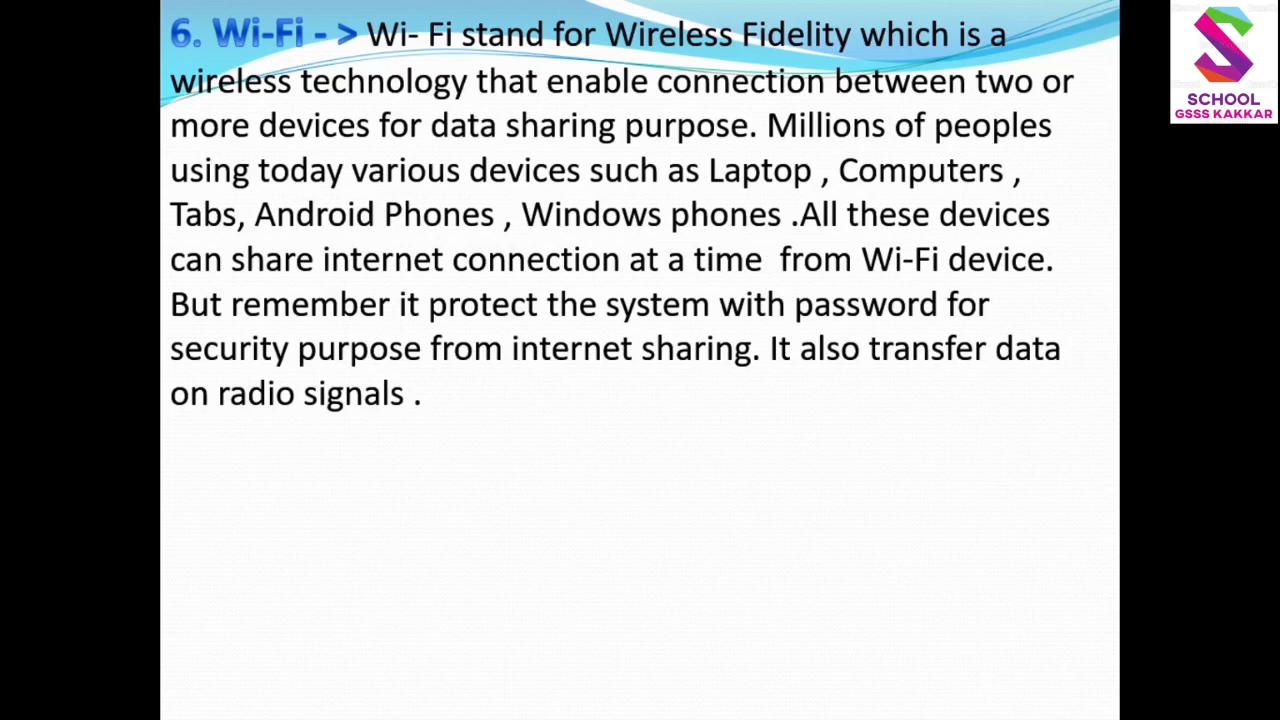 6. Wi-Fi - > Wi- Fi stand for Wireless Fidelity which is a
wireless technology that enable connection between two or
more devices for data sharing purpose. Millions of peoples
using today various devices such as Laptop , Computers ,
Tabs, Android Phones , Windows phones .All these devices
can share internet connection at a time  from Wi-Fi device.
But remember it protect the system with password for
security purpose from internet sharing. It also transfer data
on radio signals .
SCHOOL
GSSS KAKKAR